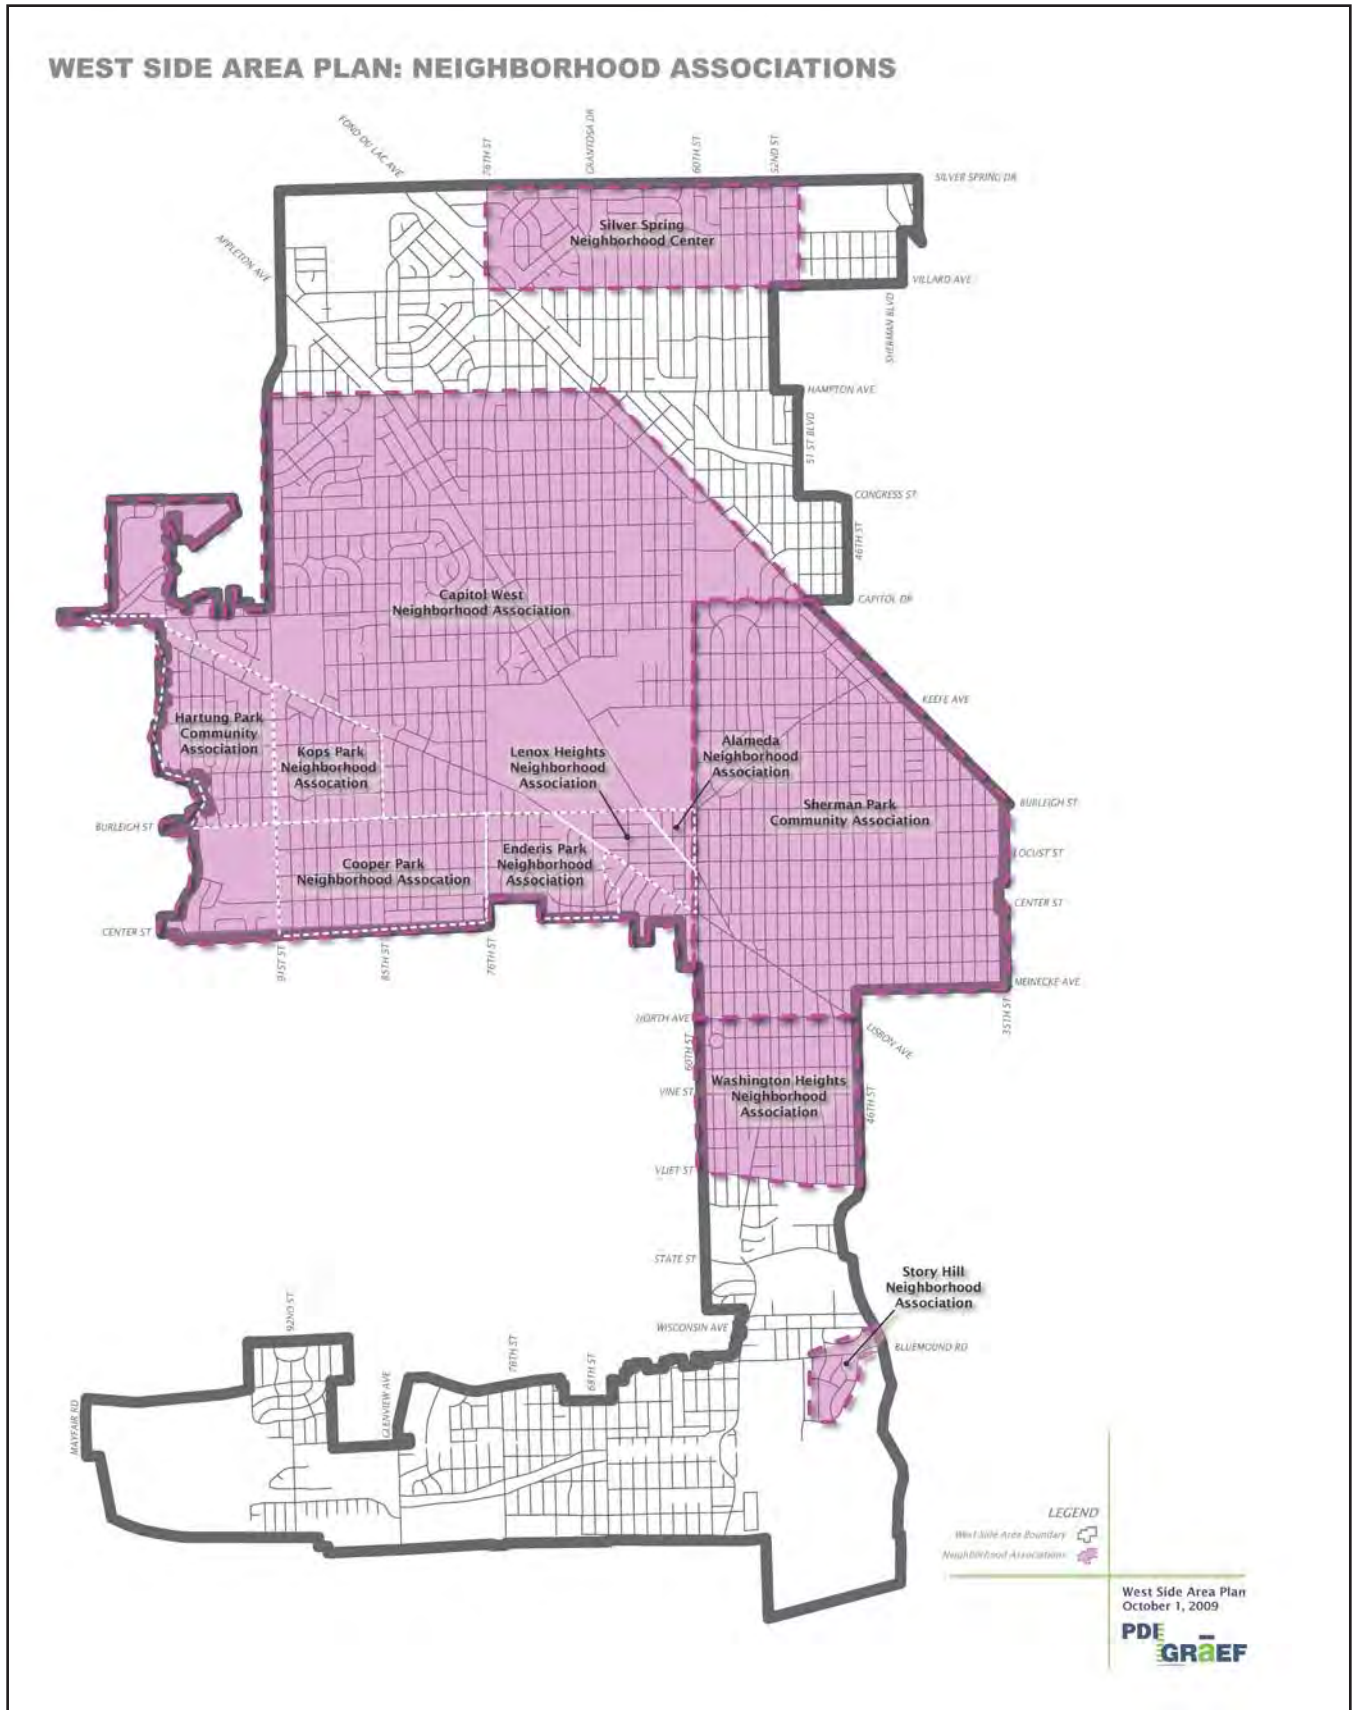 WEST SIDE AREA PLAN: NEIGHBORHOOD ASSOCIATIONS
FOND DU LAC AVE
76TH ST
GRANTOSA DR
60TH ST
52ND ST
SILVER SPRING DR
APPLETON AVE
Silver Spring
Neighborhood Center
VILLARD AVE
SHERMAN BLVD
HAMPTON AVE
51 ST BLVD
CONGRESS ST
46TH ST
Capitol West
Neighborhood Association
CAPITOL DR
KEEFE AVE
Hartung Park
Community
Association
Kops Park
Neighborhood
Assocation
Lenox Heights
Neighborhood
Association
Alameda
Neighborhood
Association
Sherman Park
Community Association
BURLEIGH ST
BURLEIGH ST
LOCUST ST
Cooper Park
Neighborhood Assocation
Enderis Park
Neighborhood
Association
CENTER ST
CENTER ST
91ST ST
85TH ST
76TH ST
MEINECKE AVE
35TH ST
NORTH AVE
LISBON AVE
60TH ST
VINE ST
Washington Heights
Neighborhood
Association
46TH ST
VLIET ST
STATE ST
Story Hill
Neighborhood
Association
92ND ST
WISCONSIN AVE
BLUEMOUND RD
78TH ST
68TH ST
GLENVIEW AVE
MAYFAIR RD
LEGEND
West Side Area Boundary
Neighborhood Associations
West Side Area Plan
October 1, 2009
PDI
GRāEF